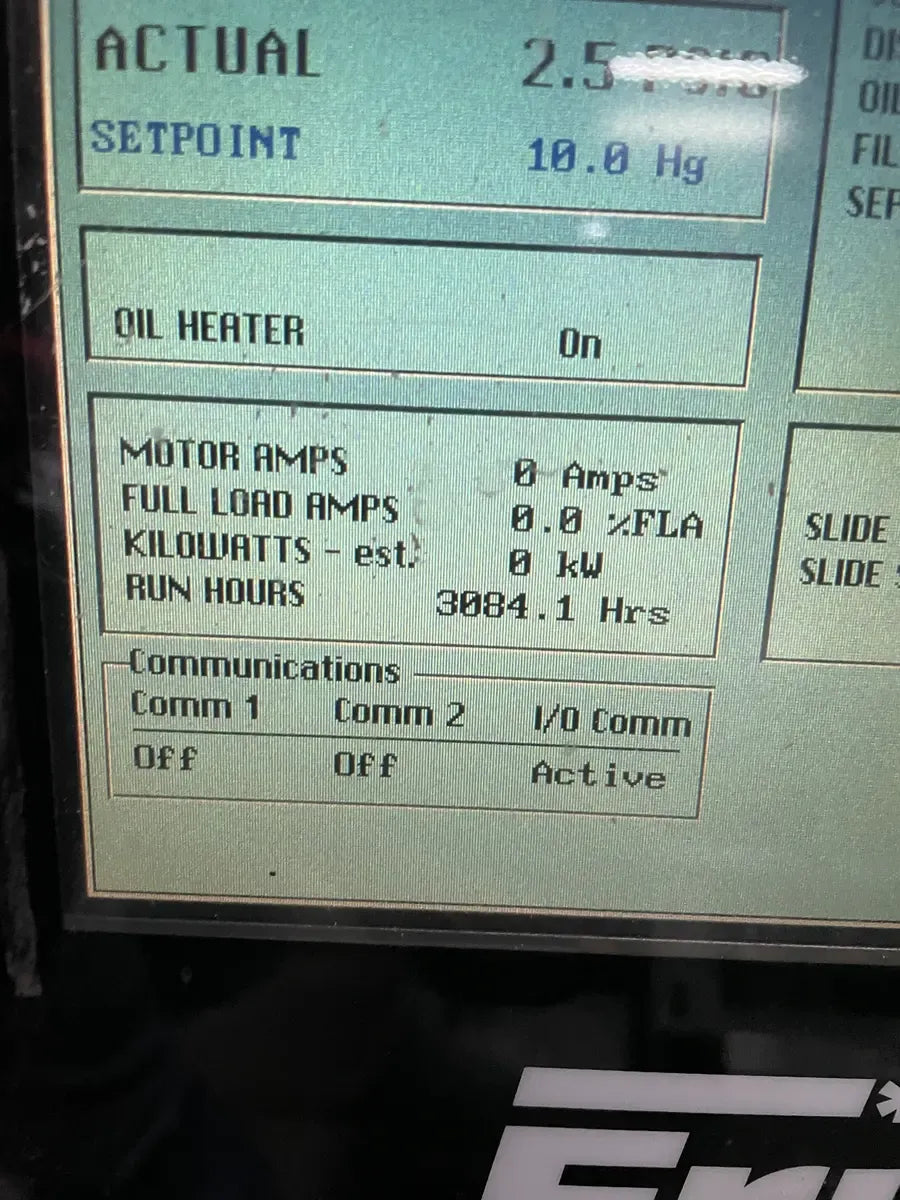 ACTUAL 2.5
SETPOINT 10.0 Hg
OIL HEATER On
MOTOR AMPS 0 Amps
FULL LOAD AMPS 0.0 %FLA
KILOWATTS - est. 0 kW
RUN HOURS 3084.1 Hrs
Communications
Comm 1 Comm 2 I/O Comm
Off Off Active
SLIDE
SLIDE